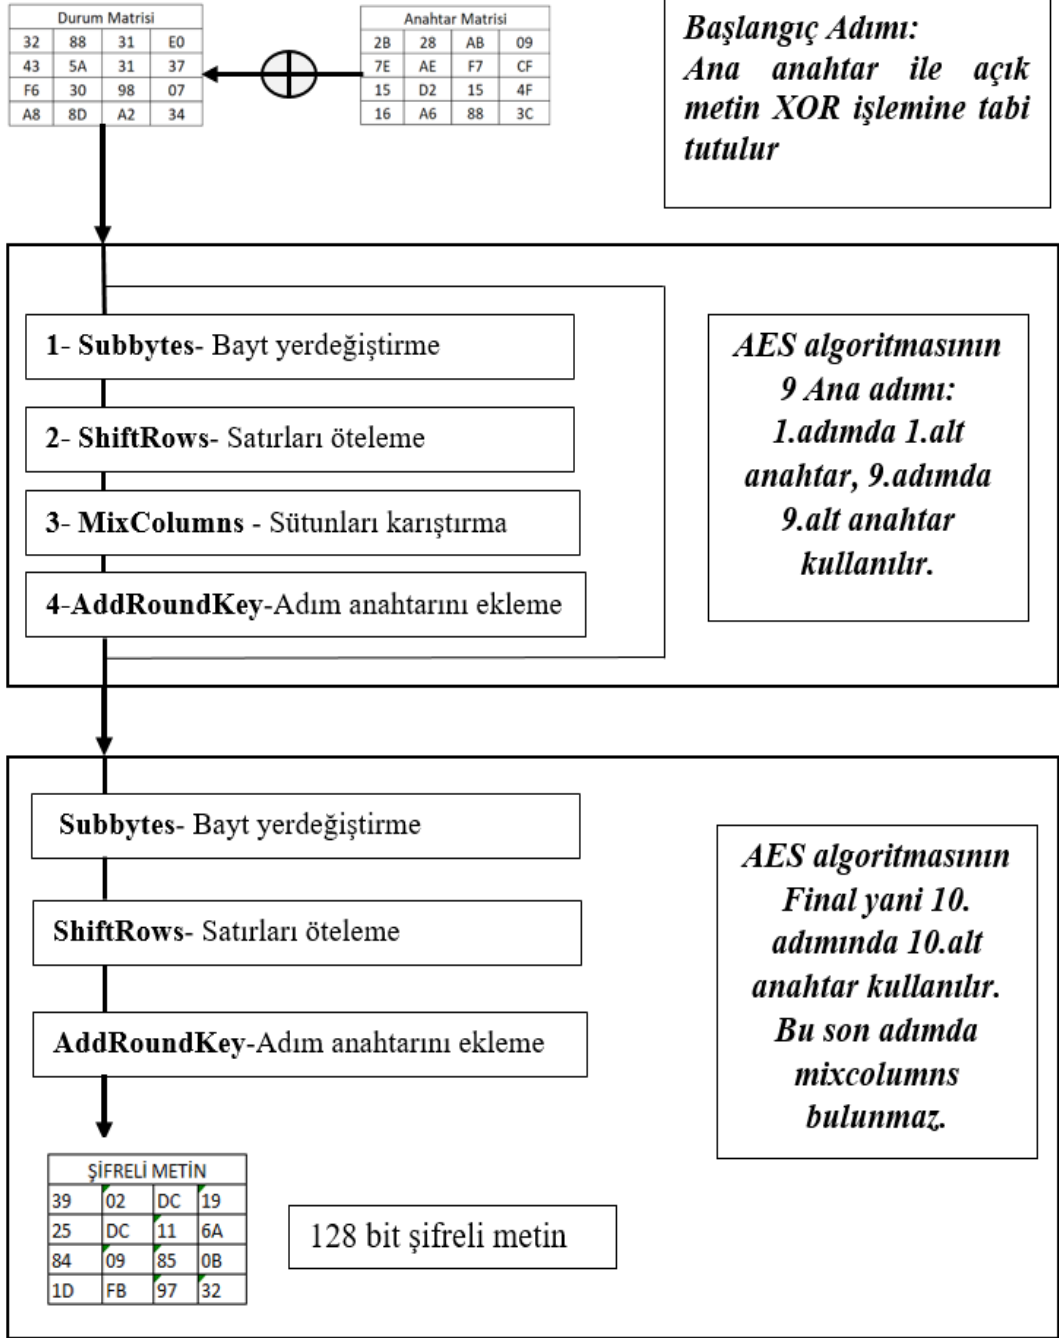 Durum Matrisi
32 88 31 E0
43 5A 31 37
F6 30 98 07
A8 8D A2 34
Anahtar Matrisi
2B 28 AB 09
7E AE F7 CF
15 D2 15 4F
16 A6 88 3C
Başlangıç Adımı:
Ana anahtar ile açık
metin XOR işlemine tabi
tutulur
1- Subbytes- Bayt yerdeğiştirme
2- ShiftRows- Satırları öteleme
3- MixColumns - Sütunları karıştırma
4-AddRoundKey-Adım anahtarını ekleme
AES algoritmasının
9 Ana adımı:
1.adımda 1.alt
anahtar, 9.adımda
9.alt anahtar
kullanılır.
Subbytes- Bayt yerdeğiştirme
ShiftRows- Satırları öteleme
AddRoundKey-Adım anahtarını ekleme
AES algoritmasının
Final yani 10.
adımında 10.alt
anahtar kullanılır.
Bu son adımda
mixcolumns
bulunmaz.
ŞİFRELİ METİN
39 02 DC 19
25 DC 11 6A
84 09 85 0B
1D FB 97 32
128 bit şifreli metin